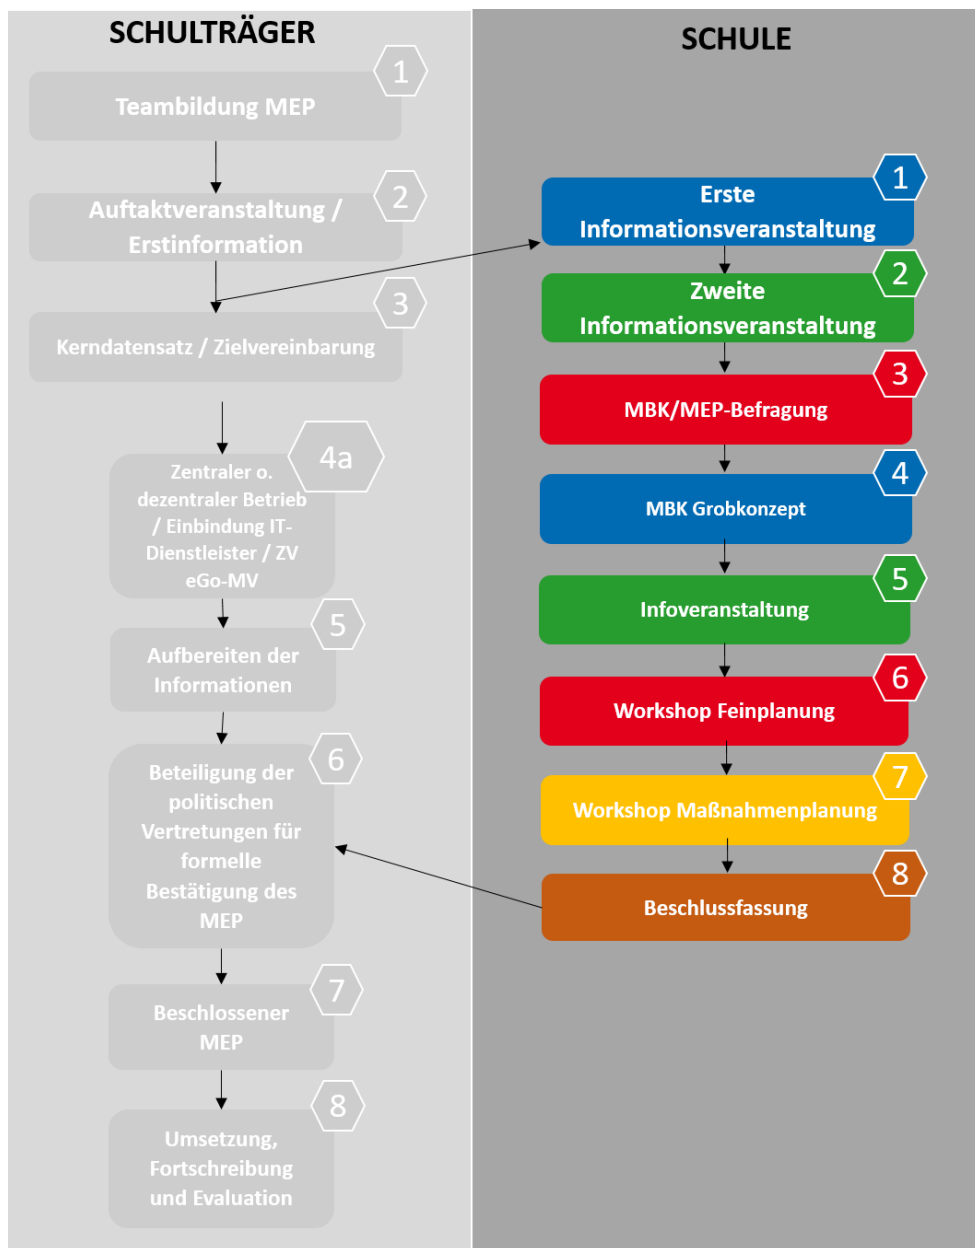 SCHULTRÄGER
1
Teambildung MEP
2
Auftaktveranstaltung /
Erstinformation
3
Kerndatensatz / Zielvereinbarung
4a
Zentraler o.
dezentraler Betrieb
/ Einbindung IT-
Dienstleister / ZV
eGo-MV
5
Aufbereiten der
Informationen
6
Beteiligung der
politischen
Vertretungen für
formelle
Bestätigung des
MEP
7
Beschlossener
MEP
8
Umsetzung,
Fortschreibung
und Evaluation
SCHULE
1
Erste
Informationsveranstaltung
2
Zweite
Informationsveranstaltung
3
MBK/MEP-Befragung
4
MBK Grobkonzept
5
Infoveranstaltung
6
Workshop Feinplanung
7
Workshop Maßnahmenplanung
8
Beschlussfassung